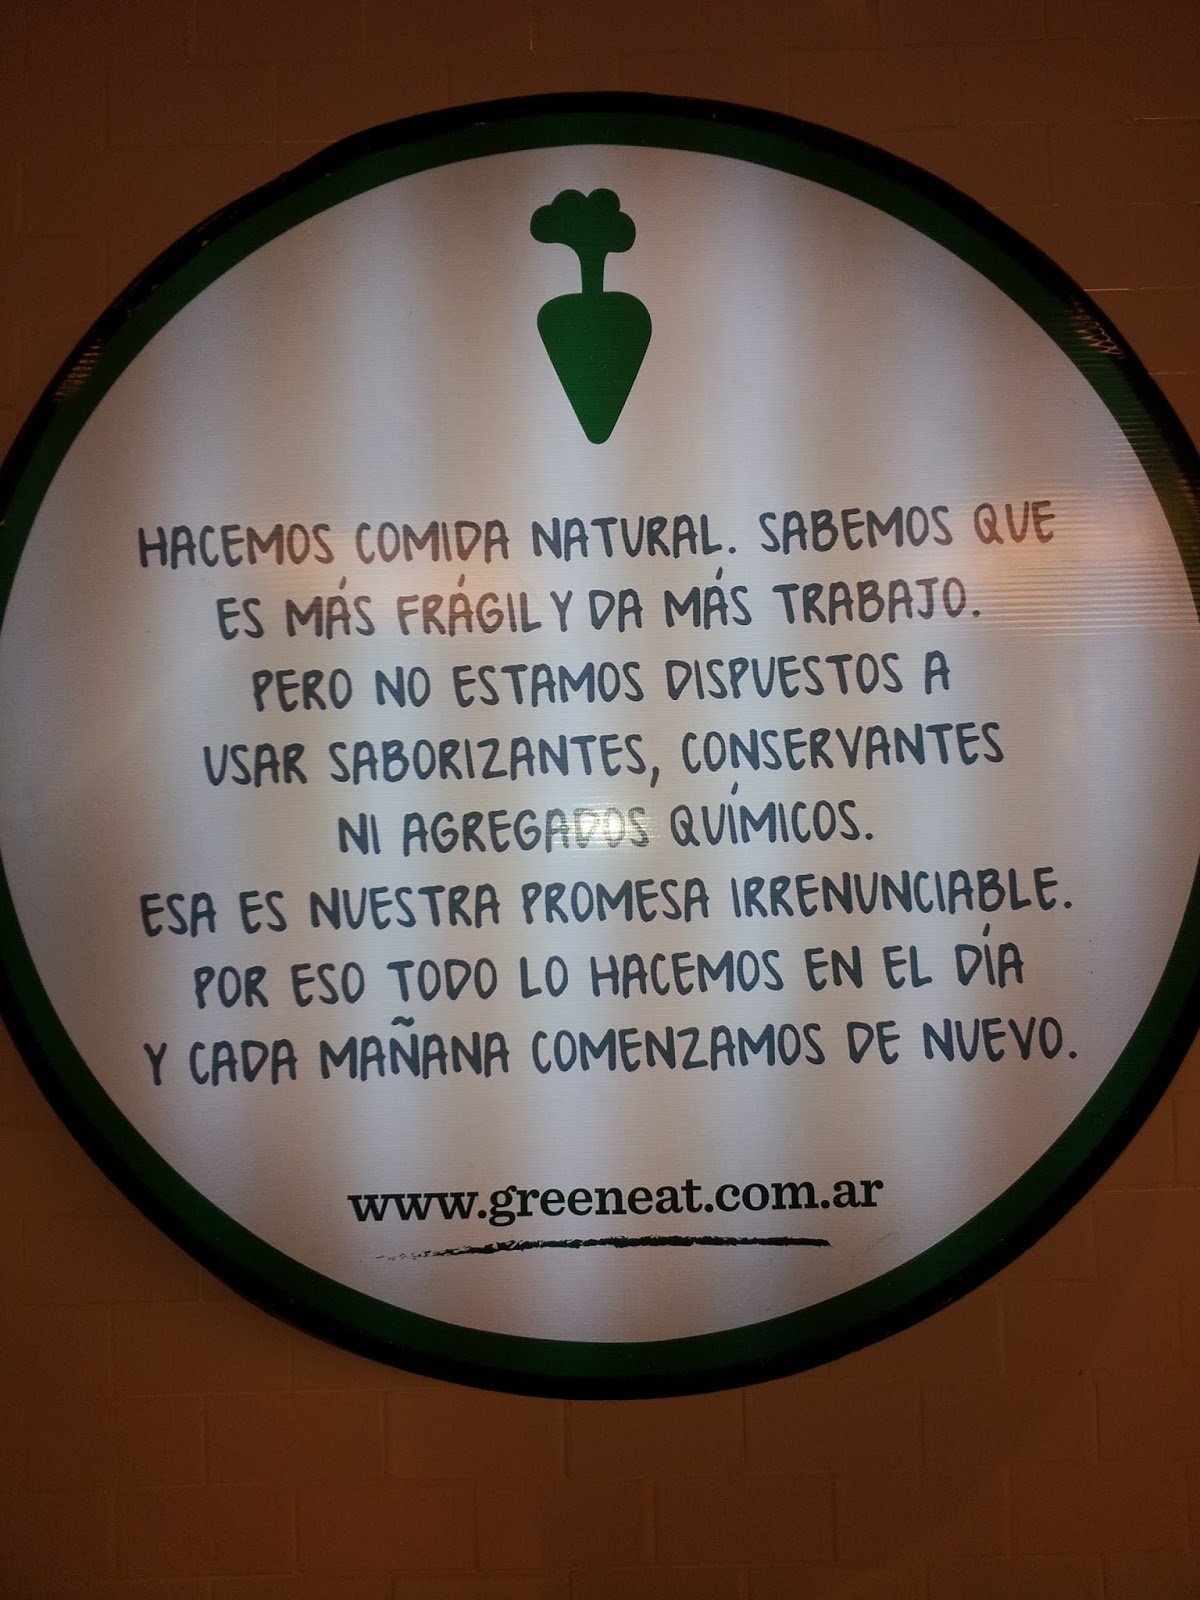 HACEMOS COMIDA NATURAL. SABEMOS QUE
ES MÁS FRÁGIL Y DA MÁS TRABAJO.
PERO NO ESTAMOS DISPUESTOS A
USAR SABORIZANTES, CONSERVANTES
NI AGREGADOS QUÍMICOS.
ESA ES NUESTRA PROMESA IRRENUNCIABLE.
POR ESO TODO LO HACEMOS EN EL DÍA
Y CADA MAÑANA COMENZAMOS DE NUEVO.
www.greeneat.com.ar